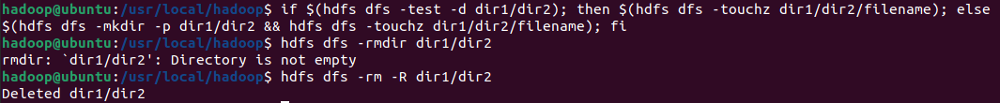 hadoop@ubuntu:/usr/local/hadoop$ if $(hdfs dfs -test -d dir1/dir2); then $(hdfs dfs -touchz dir1/dir2/filename); else
$(hdfs dfs -mkdir -p dir1/dir2 && hdfs dfs -touchz dir1/dir2/filename); fi
hadoop@ubuntu:/usr/local/hadoop$ hdfs dfs -rmdir dir1/dir2
rmdir: `dir1/dir2': Directory is not empty
hadoop@ubuntu:/usr/local/hadoop$ hdfs dfs -rm -R dir1/dir2
Deleted dir1/dir2